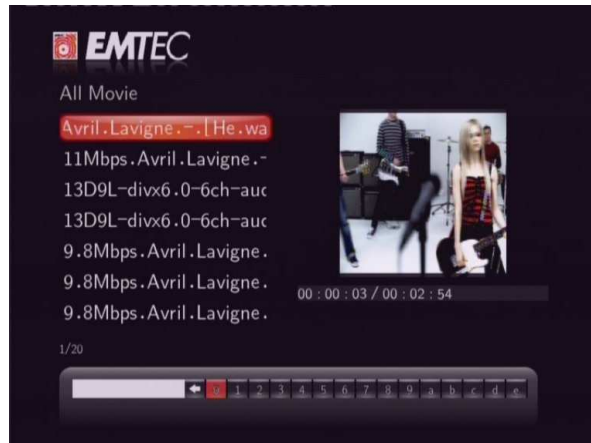 EMTEC
All Movie
Avril.Lavigne.-.[He.wa
11Mbps.Avril.Lavigne.-
13D9L-divx6.0-6ch-auc
13D9L-divx6.0-6ch-auc
9.8Mbps.Avril.Lavigne.
9.8Mbps.Avril.Lavigne.
9.8Mbps.Avril.Lavigne.
00 : 00 : 03 / 00 : 02 : 54
1/20
1 2 3 4 5 6 7 8 9 a b c d e